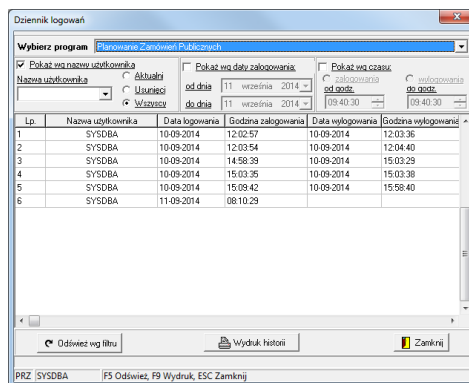 Dziennik logowań
Wybierz program Planowanie Zamówień Publicznych
Pokaż wg nazwy użytkownika
Nazwa użytkownika
Aktualni
Usunięci
Wszyscy
Pokaż wg daty zalogowania:
od dnia 11 września 2014
do dnia 11 września 2014
Pokaż wg czasu:
zalogowania wylogowania
od godz. do godz.
09:40:30 09:40:30
Lp. Nazwa użytkownika Data logowania Godzina zalogowania Data wylogowania Godzina wylogowania
1 SYSDBA 10-09-2014 12:02:57 10-09-2014 12:03:36
2 SYSDBA 10-09-2014 12:03:54 10-09-2014 12:04:40
3 SYSDBA 10-09-2014 14:58:39 10-09-2014 15:03:29
4 SYSDBA 10-09-2014 15:03:35 10-09-2014 15:03:38
5 SYSDBA 10-09-2014 15:09:42 10-09-2014 15:58:40
6 SYSDBA 11-09-2014 08:10:29
Odśwież wg filtru Wydruk historii Zamknij
PRZ SYSDBA F5 Odśwież, F9 Wydruk, ESC Zamknij